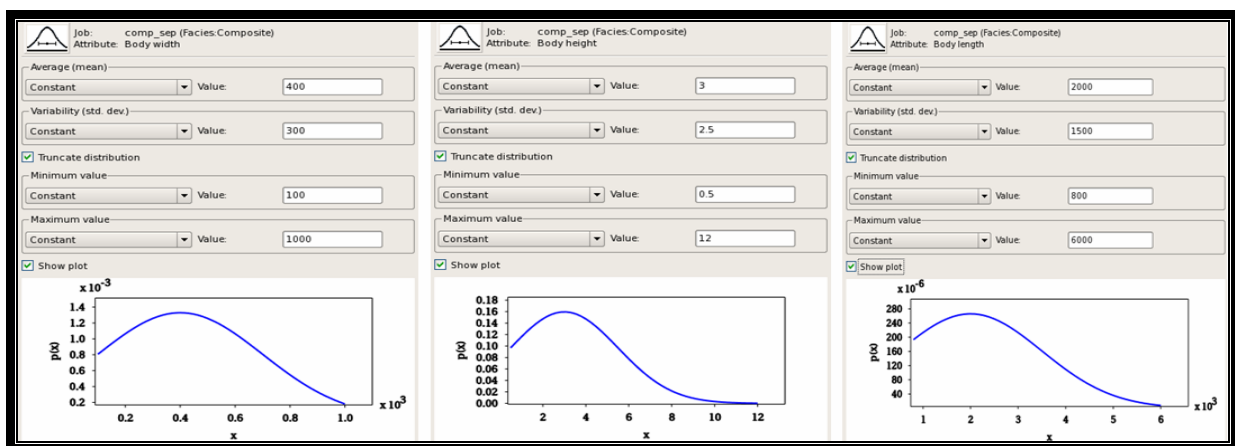 Job: comp_sep (Facies:Composite)
Attribute: Body width
Average (mean)
Constant Value: 400
Variability (std. dev.)
Constant Value: 300
Truncate distribution
Minimum value
Constant Value: 100
Maximum value
Constant Value: 1000
Show plot
x 10-3
1.4
1.2
1.0
0.8
0.6
0.4
0.2
p(x)
0.2 0.4 0.6 0.8 1.0 x 103
x
Job: comp_sep (Facies:Composite)
Attribute: Body height
Average (mean)
Constant Value: 3
Variability (std. dev.)
Constant Value: 2.5
Truncate distribution
Minimum value
Constant Value: 0.5
Maximum value
Constant Value: 12
Show plot
0.18
0.16
0.14
0.12
0.10
0.08
0.06
0.04
0.02
0.00
p(x)
2 4 6 8 10 12
x
Job: comp_sep (Facies:Composite)
Attribute: Body length
Average (mean)
Constant Value: 2000
Variability (std. dev.)
Constant Value: 1500
Truncate distribution
Minimum value
Constant Value: 800
Maximum value
Constant Value: 6000
Show plot
x 10-6
280
240
200
160
120
80
40
p(x)
1 2 3 4 5 6 x 103
x